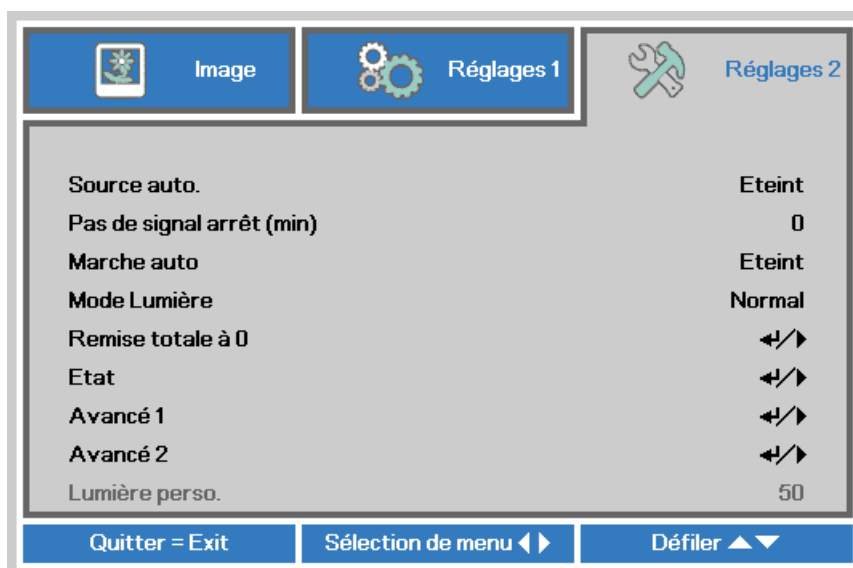 Image
Réglages 1
Réglages 2
Source auto. Eteint
Pas de signal arrêt (min) 0
Marche auto Eteint
Mode Lumière Normal
Remise totale à 0 ↵/▶
Etat ↵/▶
Avancé 1 ↵/▶
Avancé 2 ↵/▶
Lumière perso. 50
Quitter = Exit
Sélection de menu ◀ ▶
Défiler ▲▼